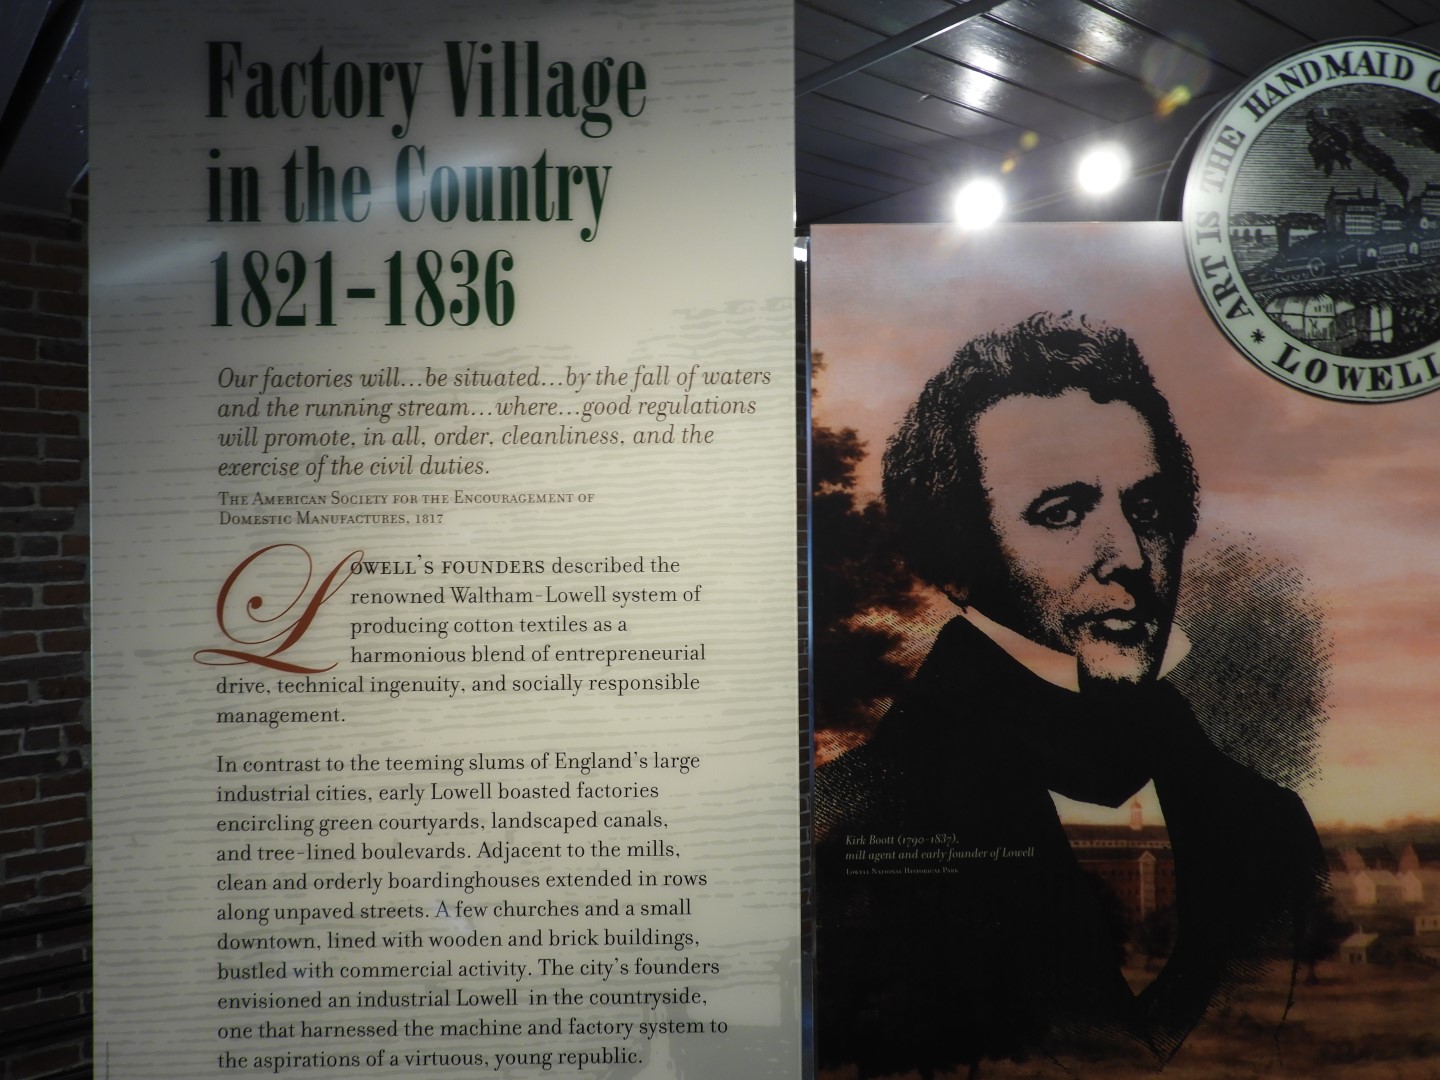 Factory Village
in the Country
1821–1836
Our factories will...be situated...by the fall of waters
and the running stream...where...good regulations
will promote, in all, order, cleanliness, and the
exercise of the civil duties.
The American Society for the Encouragement of
Domestic Manufactures, 1817
Lowell's founders described the
renowned Waltham-Lowell system of
producing cotton textiles as a
harmonious blend of entrepreneurial
drive, technical ingenuity, and socially responsible
management.
In contrast to the teeming slums of England's large
industrial cities, early Lowell boasted factories
encircling green courtyards, landscaped canals,
and tree-lined boulevards. Adjacent to the mills,
clean and orderly boardinghouses extended in rows
along unpaved streets. A few churches and a small
downtown, lined with wooden and brick buildings,
bustled with commercial activity. The city's founders
envisioned an industrial Lowell in the countryside,
one that harnessed the machine and factory system to
the aspirations of a virtuous, young republic.
* ART IS THE HANDMAID O
LOWELL
Kirk Boott (1790-1837),
mill agent and early founder of Lowell
Lowell National Historical Park